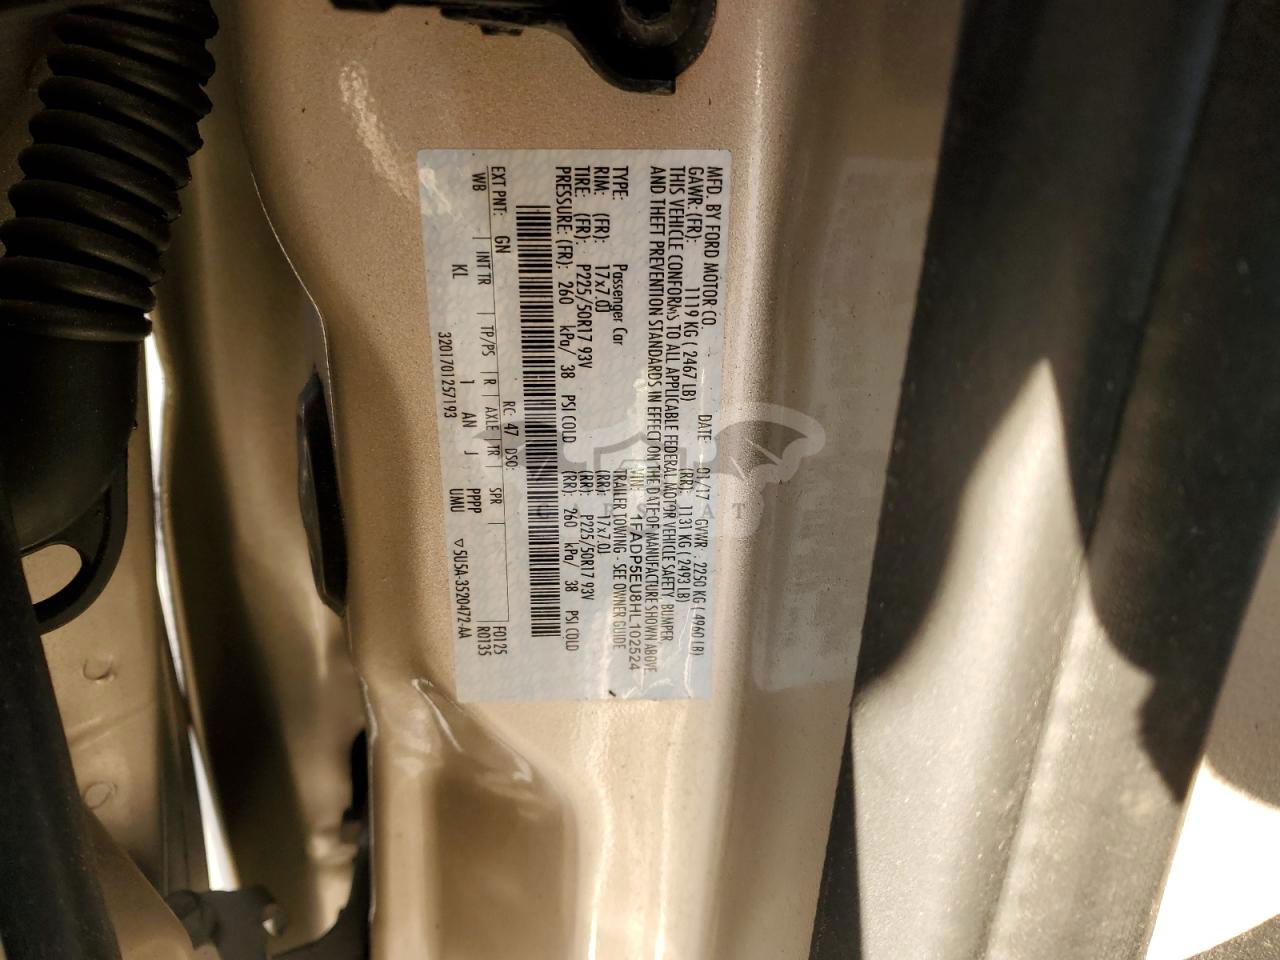 MFD. BY FORD MOTOR CO.
DATE: 01/17 GVWR: 2250 KG ( 4960 LB)
GAWR: (FR): 1119 KG ( 2467 LB) (RR): 1131 KG ( 2493 LB)
THIS VEHICLE CONFORMS TO ALL APPLICABLE FEDERAL MOTOR VEHICLE SAFETY, BUMPER,
AND THEFT PREVENTION STANDARDS IN EFFECT ON THE DATE OF MANUFACTURE SHOWN ABOVE.
VIN: 1FADP5EU8HL102524
TYPE: Passenger Car TRAILER TOWING - SEE OWNER GUIDE
RIM: (FR): 17x7.0J (RR): 17x7.0J
TIRE: (FR): P225/50R17 93V (RR): P225/50R17 93V
PRESSURE: (FR): 260 kPa/ 38 PSI COLD (RR): 260 kPa/ 38 PSI COLD
EXT PNT: GN RC: 47 DSO: F0125
WB INT TR TP/PS R AXLE TR SPR R0135
KL 1 AN J PPPP
UMU
3201701257193 ▽5U5A-3520472-AA